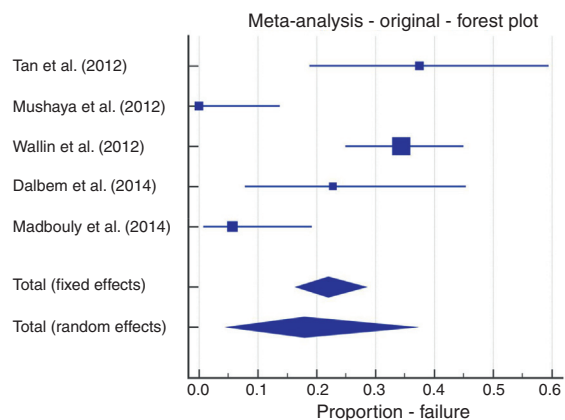 Meta-analysis - original - forest plot
Tan et al. (2012)
Mushaya et al. (2012)
Wallin et al. (2012)
Dalbem et al. (2014)
Madbouly et al. (2014)
Total (fixed effects)
Total (random effects)
0.0 0.1 0.2 0.3 0.4 0.5 0.6
Proportion - failure